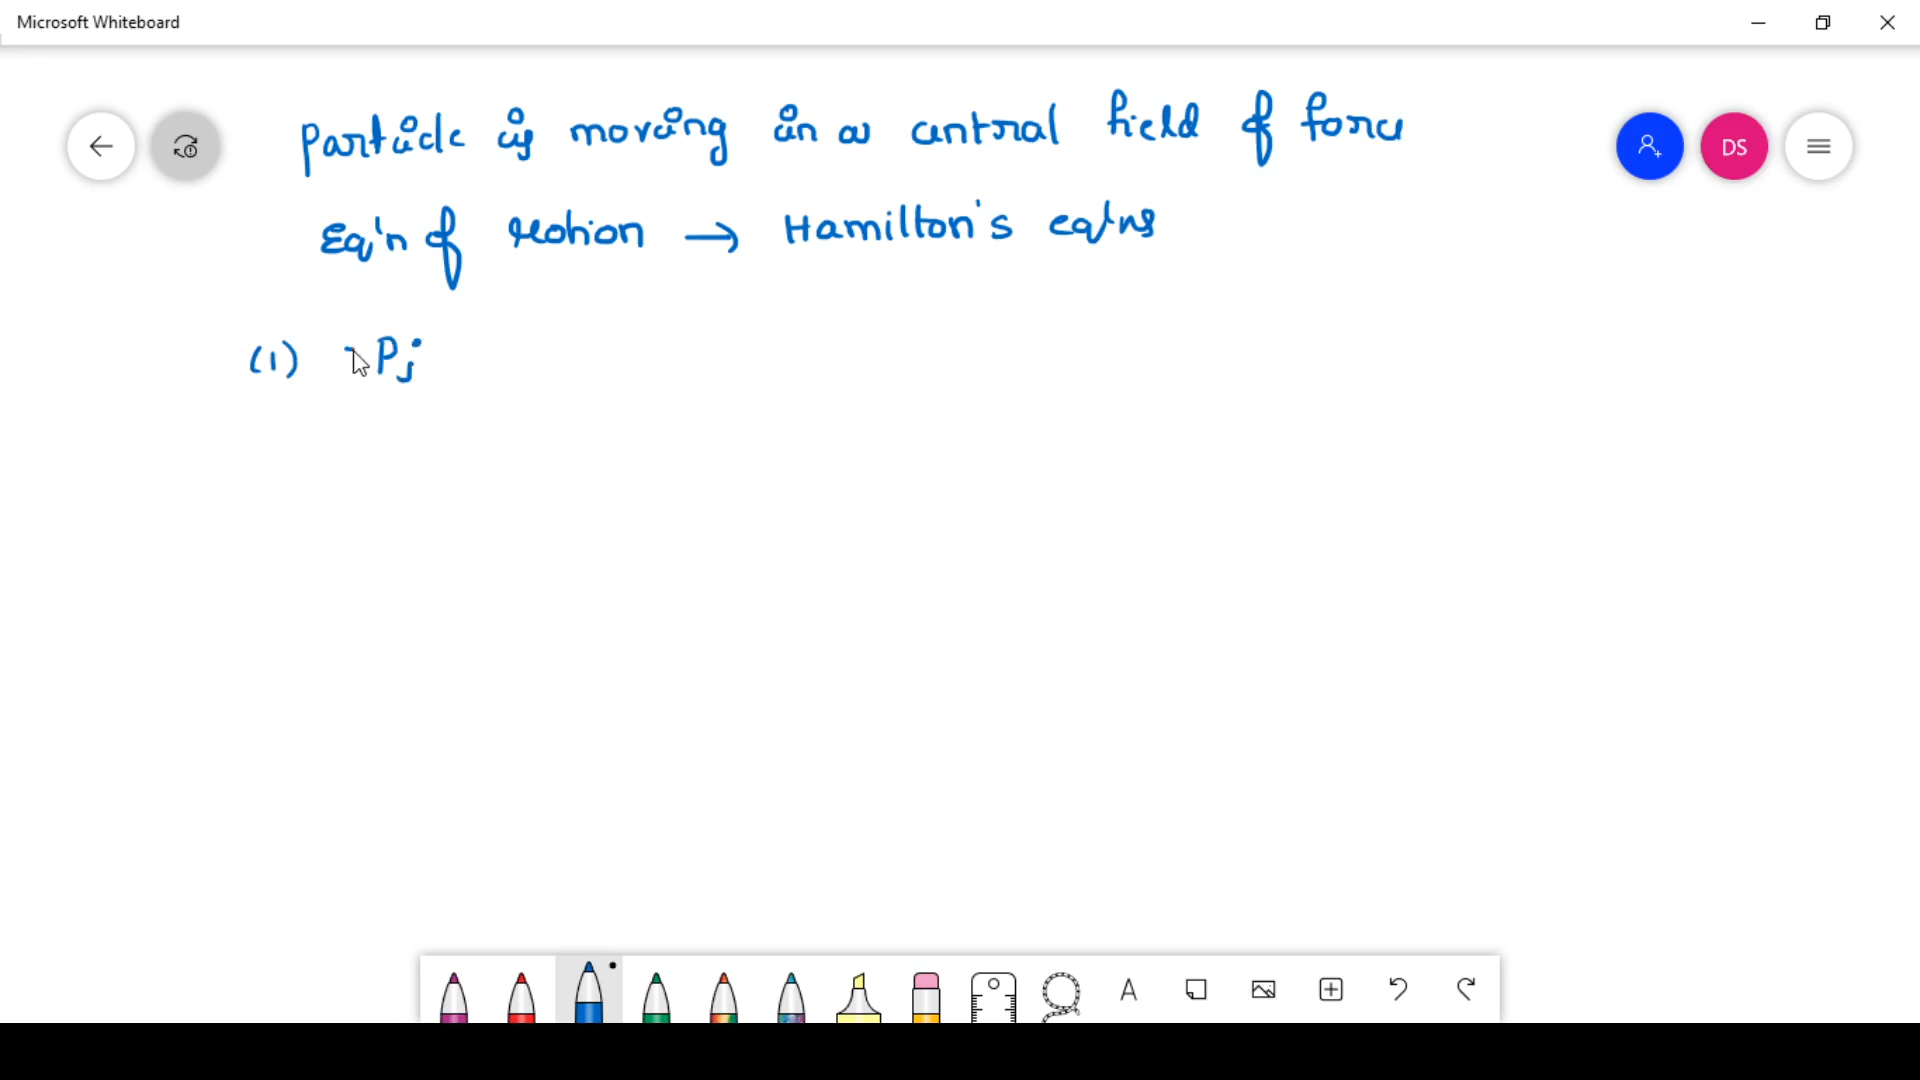 Microsoft Whiteboard
particle is moving in a central field of force
DS
Eq'n of Motion → Hamilton's eq'ns
(1) Pj
A